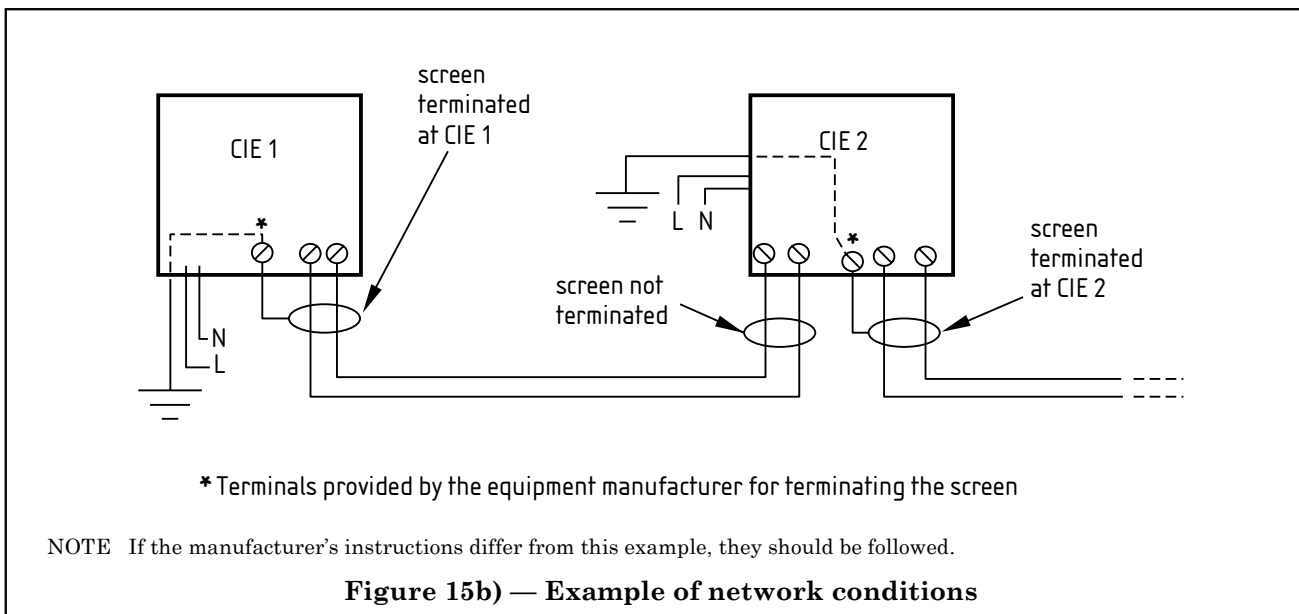 screen
terminated
at CIE 1
CIE 1
*
N
L
CIE 2
L N
*
screen
terminated
at CIE 2
screen not
terminated
* Terminals provided by the equipment manufacturer for terminating the screen
NOTE If the manufacturer's instructions differ from this example, they should be followed.
Figure 15b) — Example of network conditions